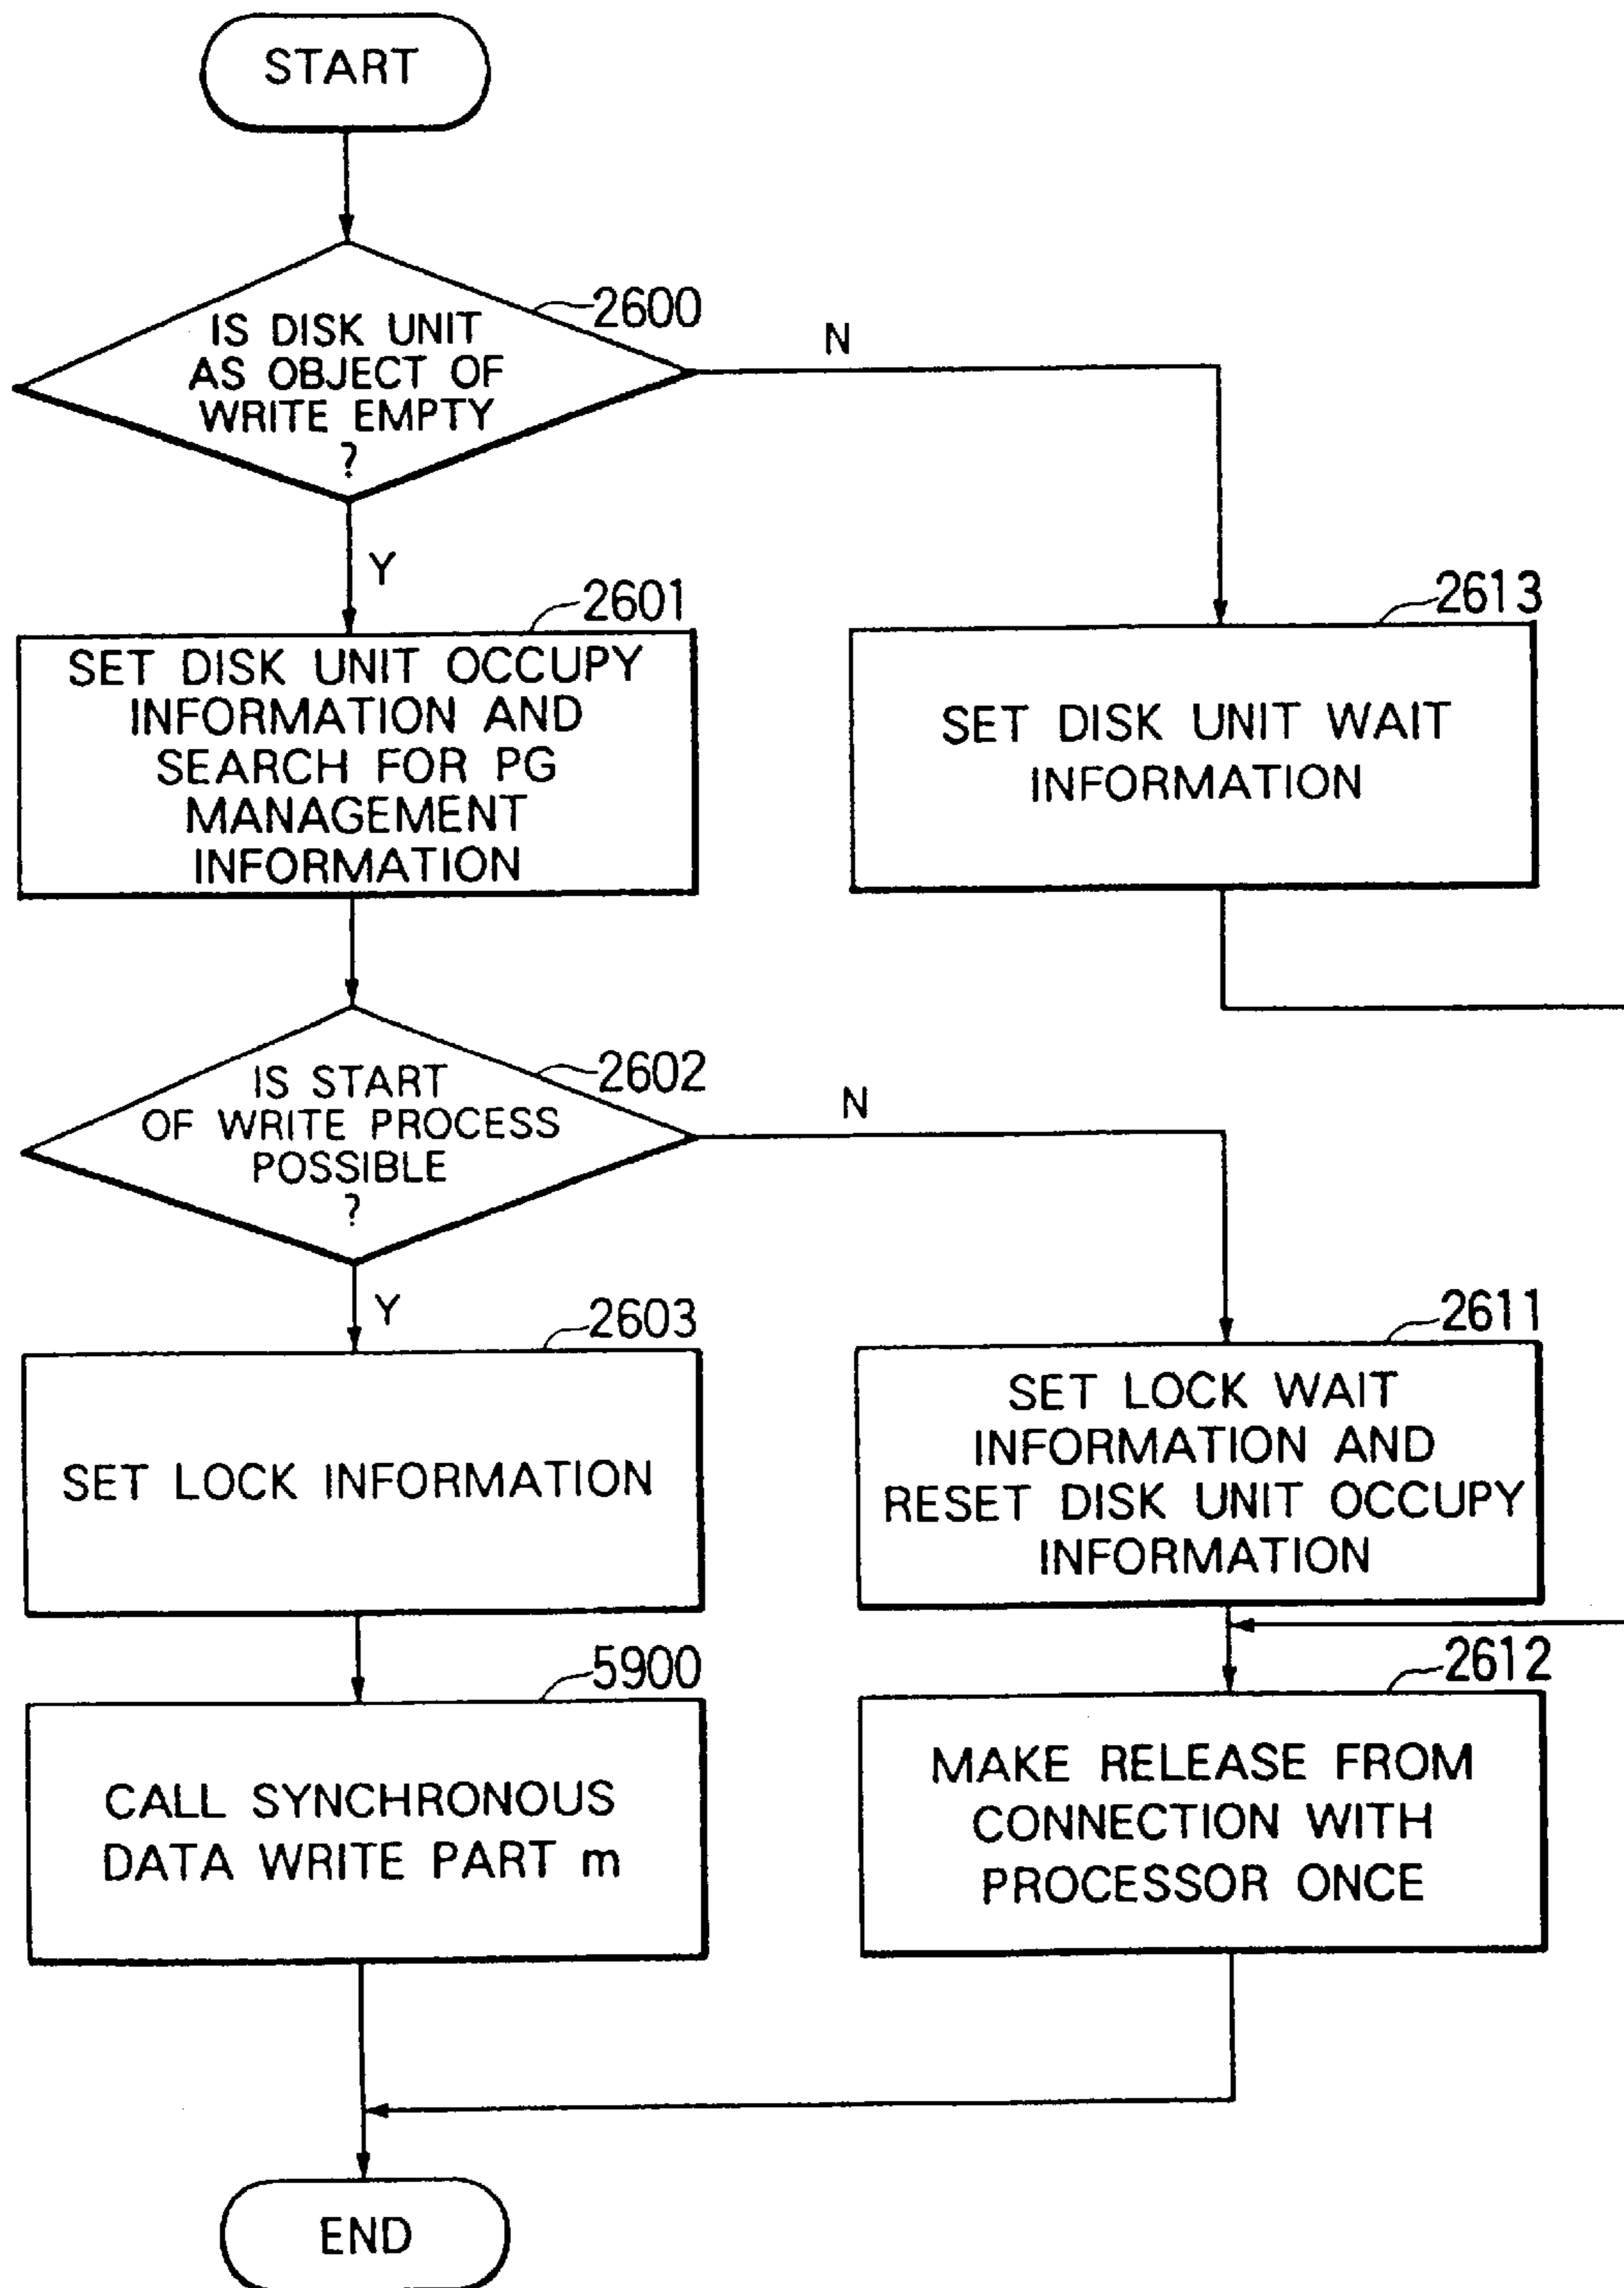 START
2600
IS DISK UNIT
AS OBJECT OF
WRITE EMPTY
?
N
Y
2601
SET DISK UNIT OCCUPY
INFORMATION AND
SEARCH FOR PG
MANAGEMENT
INFORMATION
2613
SET DISK UNIT WAIT
INFORMATION
2602
IS START
OF WRITE PROCESS
POSSIBLE
?
N
Y
2603
SET LOCK INFORMATION
2611
SET LOCK WAIT
INFORMATION AND
RESET DISK UNIT OCCUPY
INFORMATION
5900
CALL SYNCHRONOUS
DATA WRITE PART m
2612
MAKE RELEASE FROM
CONNECTION WITH
PROCESSOR ONCE
END